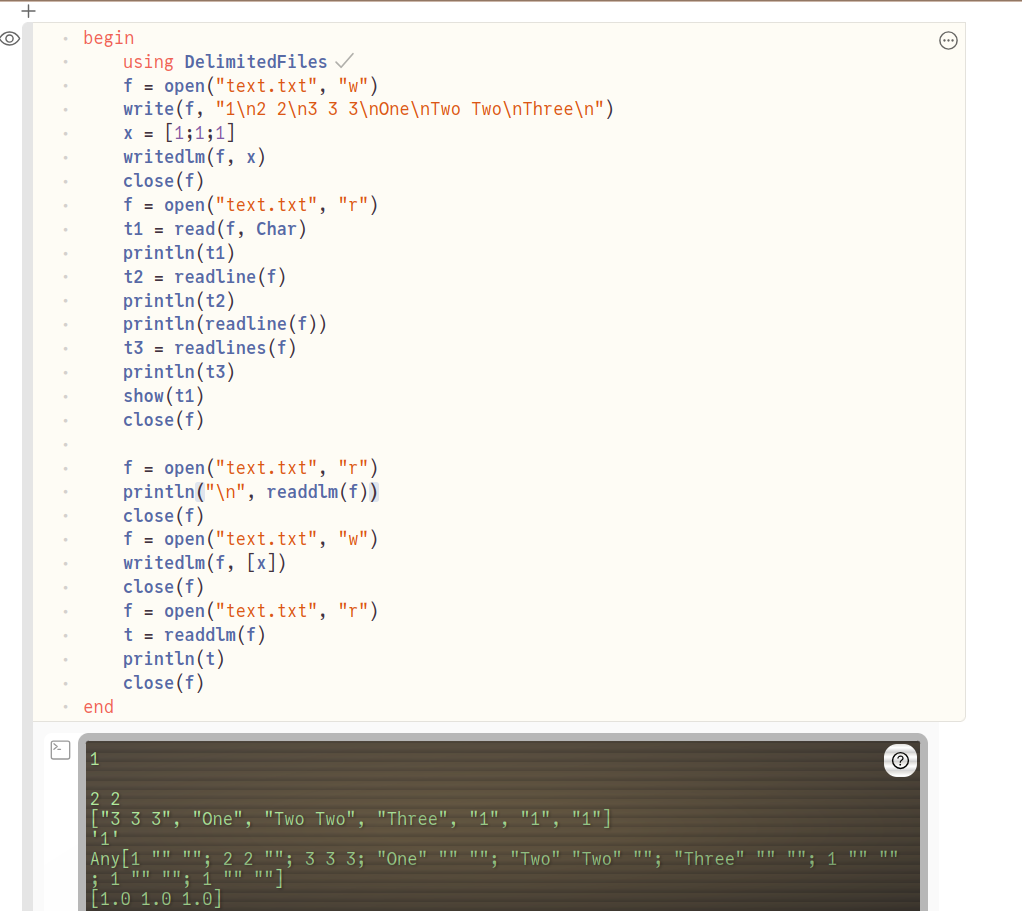 begin
using DelimitedFiles
f = open("text.txt", "w")
write(f, "1\n2 2\n3 3 3\nOne\nTwo Two\nThree\n")
x = [1;1;1]
writedlm(f, x)
close(f)
f = open("text.txt", "r")
t1 = read(f, Char)
println(t1)
t2 = readline(f)
println(t2)
println(readline(f))
t3 = readlines(f)
println(t3)
show(t1)
close(f)
f = open("text.txt", "r")
println("\n", readdlm(f))
close(f)
f = open("text.txt", "w")
writedlm(f, [x])
close(f)
f = open("text.txt", "r")
t = readdlm(f)
println(t)
close(f)
end
1
2 2
["3 3 3", "One", "Two Two", "Three", "1", "1", "1"]
'1'
Any[1 "" ""; 2 2 ""; 3 3 3; "One" "" ""; "Two" "Two" ""; "Three" "" ""; 1 "" ""
; 1 "" ""; 1 "" ""]
[1.0 1.0 1.0]